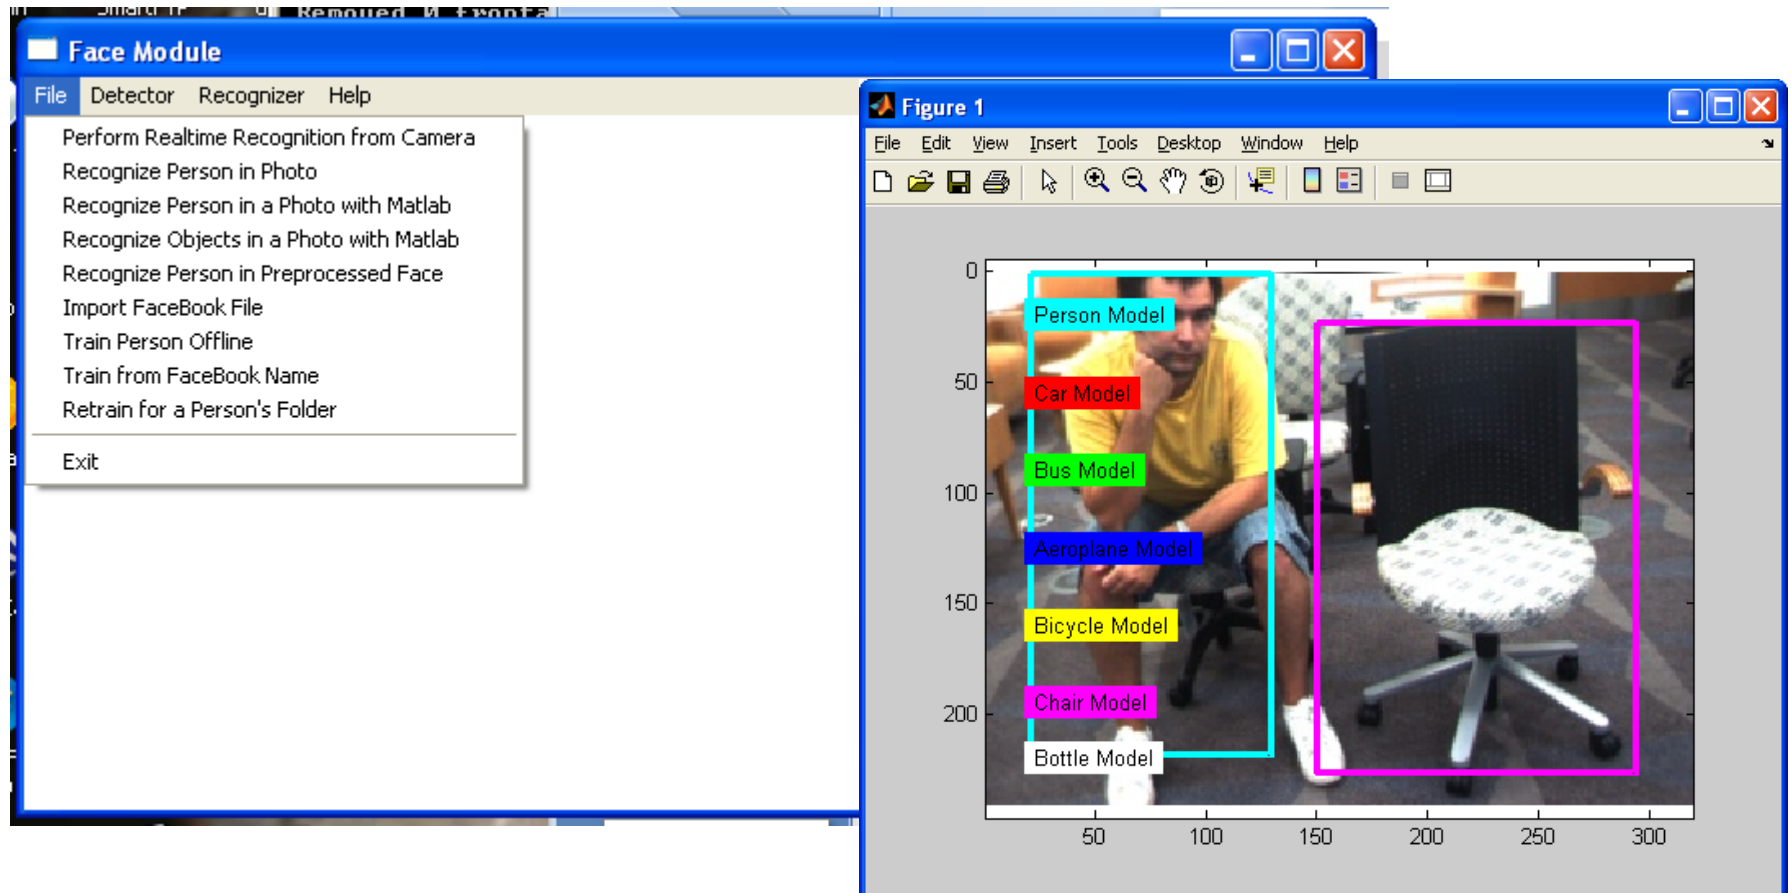 Removed 0 fronta
Face Module
File Detector Recognizer Help
Perform Realtime Recognition from Camera
Recognize Person in Photo
Recognize Person in a Photo with Matlab
Recognize Objects in a Photo with Matlab
Recognize Person in Preprocessed Face
Import FaceBook File
Train Person Offline
Train from FaceBook Name
Retrain for a Person's Folder
Exit
Figure 1
File Edit View Insert Tools Desktop Window Help
0
50
100
150
200
Person Model
Car Model
Bus Model
Aeroplane Model
Bicycle Model
Chair Model
Bottle Model
50 100 150 200 250 300